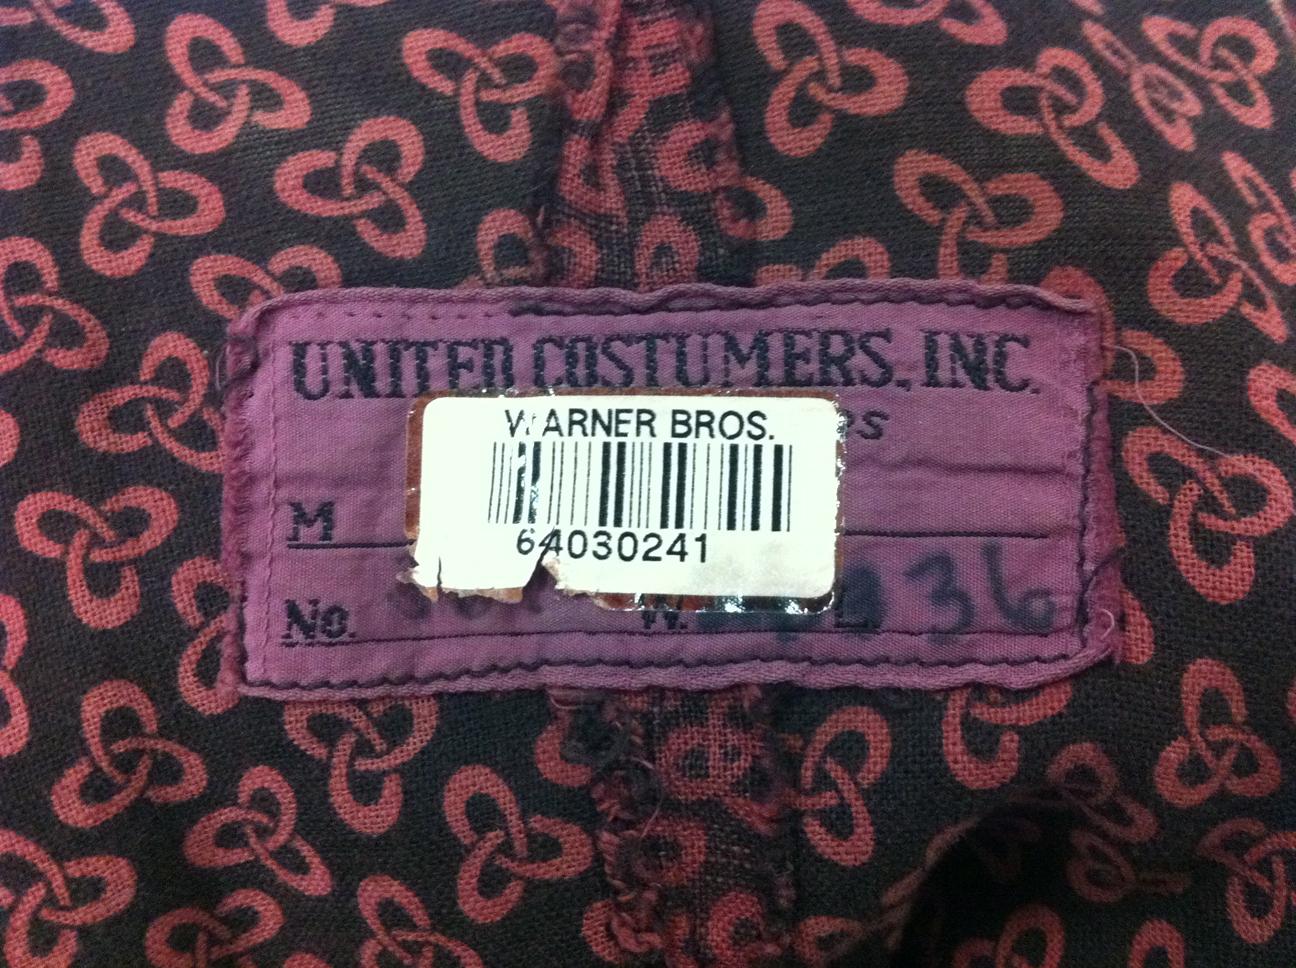 UNITED COSTUMERS, INC.
WARNER BROS.
64030241
M
No. W. L. 36